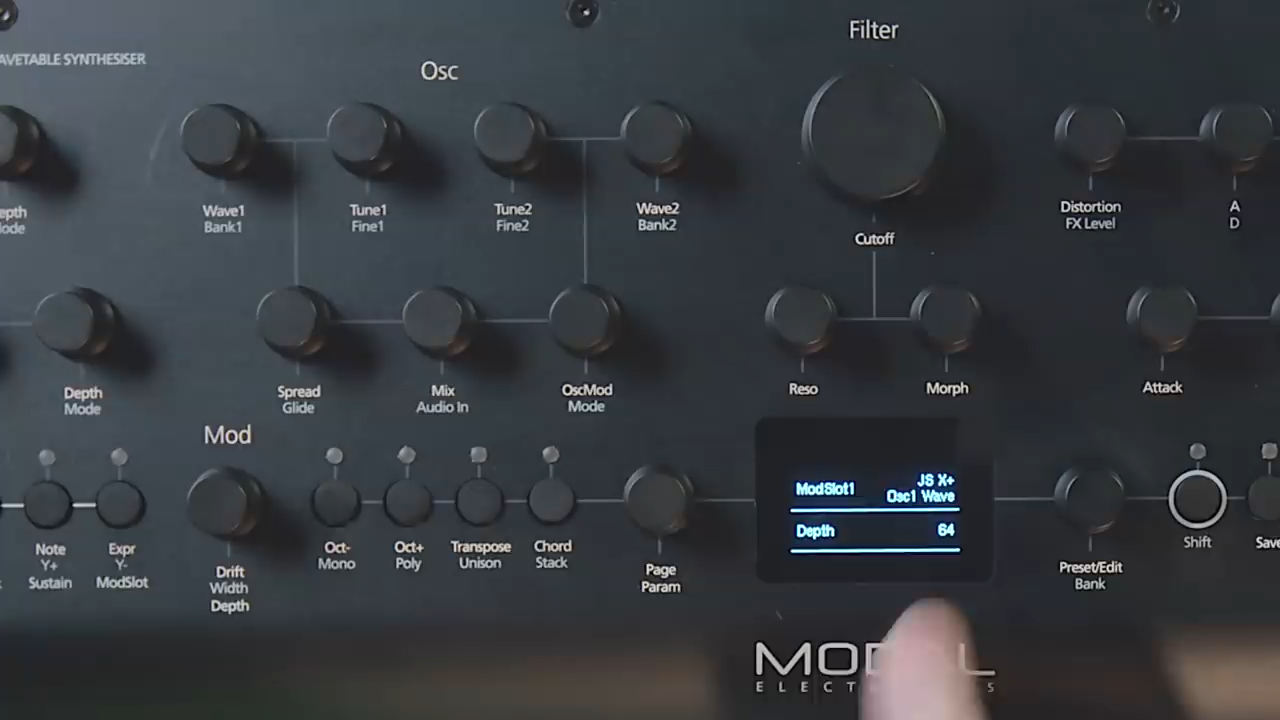 Filter
AVETABLE SYNTHESISER
Osc
epth
ode
Wave1
Bank1
Tune1
Fine1
Tune2
Fine2
Wave2
Bank2
Cutoff
Distortion
FX Level
A
D
Depth
Mode
Spread
Glide
Mix
Audio In
OscMod
Mode
Reso
Morph
Attack
Mod
ModSlot1
JS X+
Osc1 Wave
Depth 64
Note
Y+
Sustain
Expr
Y-
ModSlot
Drift
Width
Depth
Oct-
Mono
Oct+
Poly
Transpose
Unison
Chord
Stack
Page
Param
Preset/Edit
Bank
Shift
Save